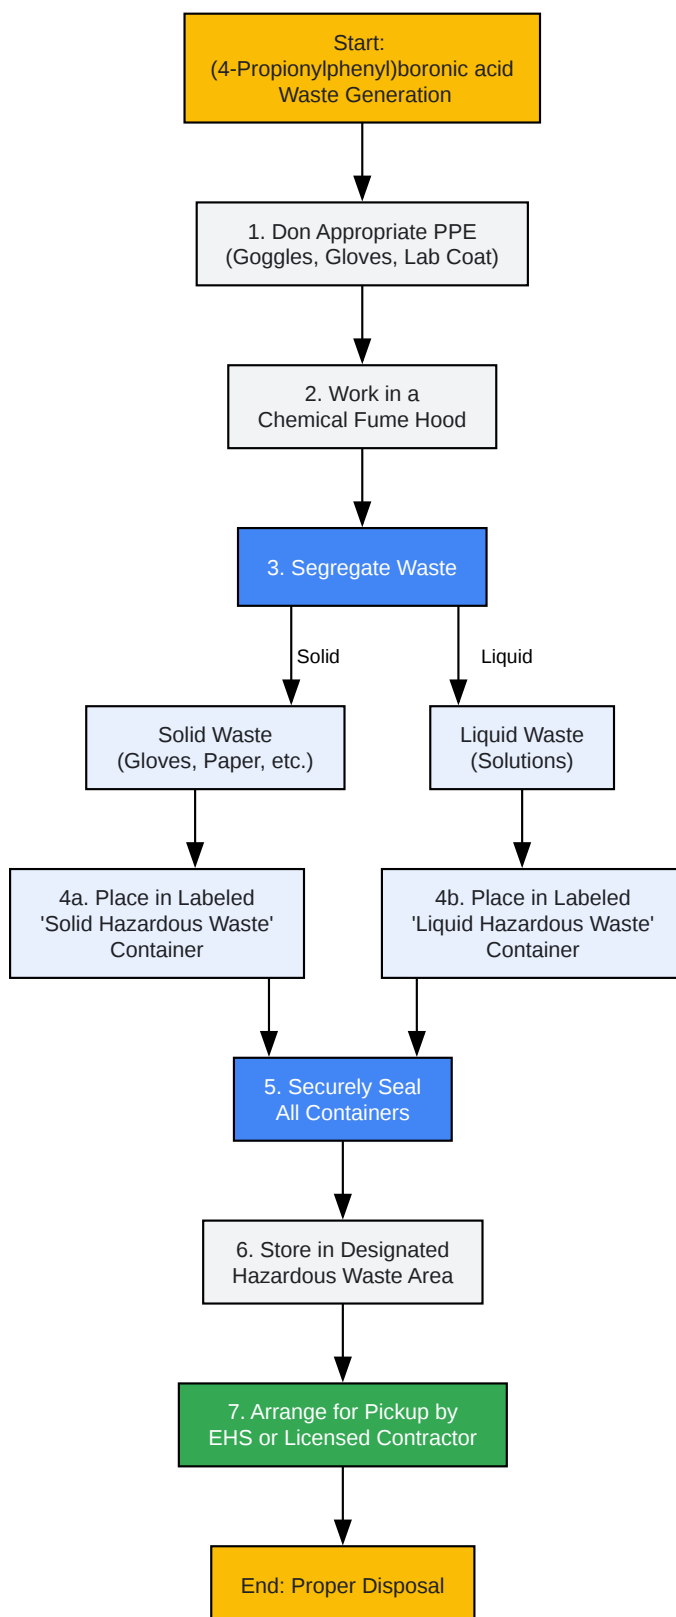 Start:
(4-Propionylphenyl)boronic acid
Waste Generation
1. Don Appropriate PPE
(Goggles, Gloves, Lab Coat)
2. Work in a
Chemical Fume Hood
3. Segregate Waste
Solid
Liquid
Solid Waste
(Gloves, Paper, etc.)
Liquid Waste
(Solutions)
4a. Place in Labeled
'Solid Hazardous Waste'
Container
4b. Place in Labeled
'Liquid Hazardous Waste'
Container
5. Securely Seal
All Containers
6. Store in Designated
Hazardous Waste Area
7. Arrange for Pickup by
EHS or Licensed Contractor
End: Proper Disposal